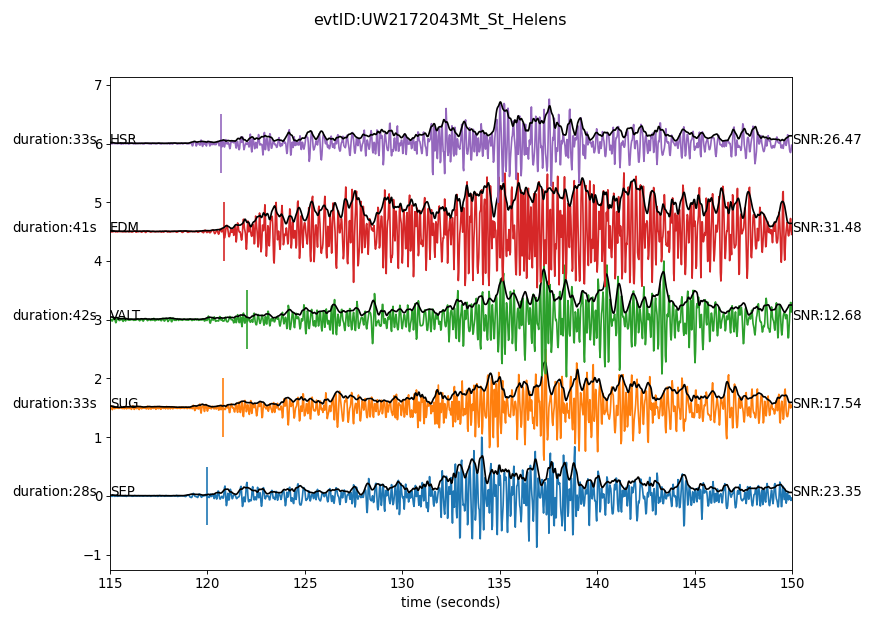 evtID:UW2172043Mt_St_Helens
7
duration:33s
HSR
6
SNR:26.47
5
duration:41s
EDM
SNR:31.48
4
duration:42s
VALT
3
SNR:12.68
2
duration:33s
SUG
SNR:17.54
1
duration:28s
SEP
0
SNR:23.35
−1
115 120 125 130 135 140 145 150
time (seconds)